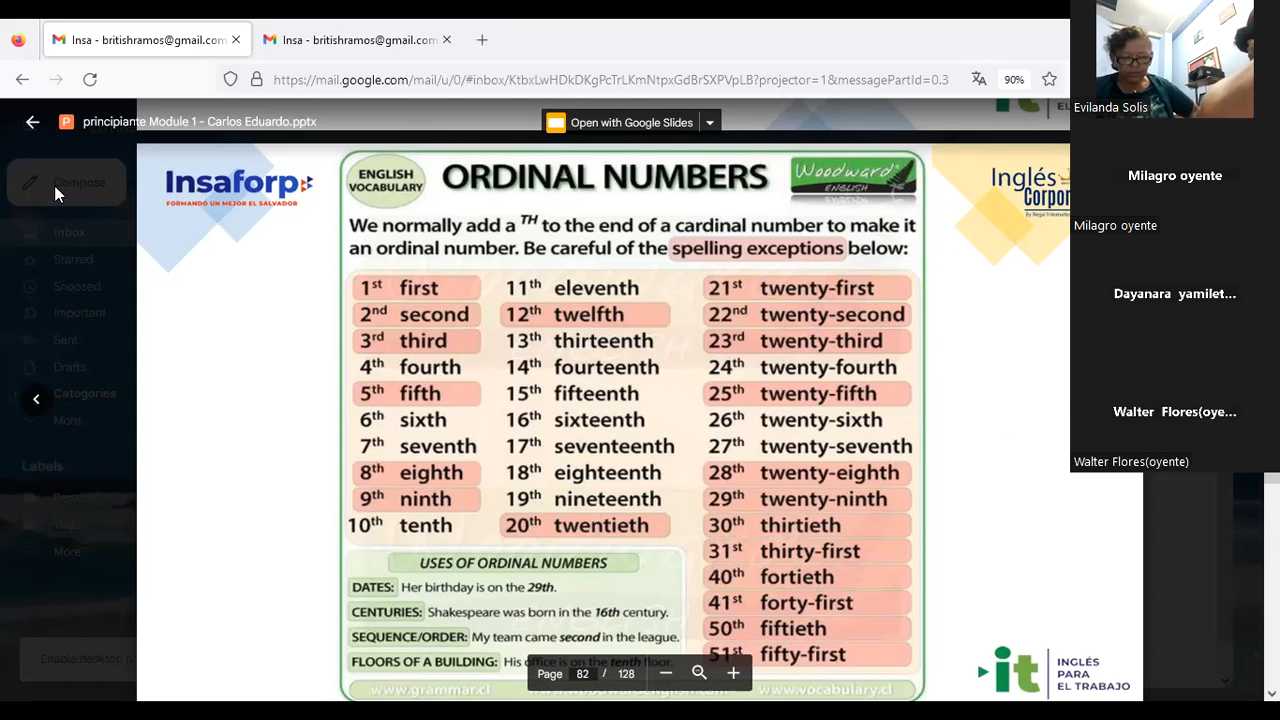 Insa - britishramos@gmail.com
Insa - britishramos@gmail.com
https://mail.google.com/mail/u/0/#inbox/KtbxLwHDkDKgPcTrLKmNtpxGdBrSXPVpLB?projector=1&messagePartId=0.3
90%
principiante Module 1 - Carlos Eduardo.pptx
Open with Google Slides
Compose
Inbox
Starred
Snoozed
Important
Sent
Drafts
Categories
More
Labels
More
Insaforp
FORMANDO UN MEJOR EL SALVADOR
ENGLISH
VOCABULARY
ORDINAL NUMBERS
Woodward
ENGLISH
Inglés
We normally add a TH to the end of a cardinal number to make it
an ordinal number. Be careful of the spelling exceptions below:
1st first
2nd second
3rd third
4th fourth
5th fifth
6th sixth
7th seventh
8th eighth
9th ninth
10th tenth
11th eleventh
12th twelfth
13th thirteenth
14th fourteenth
15th fifteenth
16th sixteenth
17th seventeenth
18th eighteenth
19th nineteenth
20th twentieth
21st twenty-first
22nd twenty-second
23rd twenty-third
24th twenty-fourth
25th twenty-fifth
26th twenty-sixth
27th twenty-seventh
28th twenty-eighth
29th twenty-ninth
30th thirtieth
31st thirty-first
40th fortieth
41st forty-first
50th fiftieth
51st fifty-first
USES OF ORDINAL NUMBERS
DATES: Her birthday is on the 29th.
CENTURIES: Shakespeare was born in the 16th century.
SEQUENCE/ORDER: My team came second in the league.
FLOORS OF A BUILDING: His office is on the tenth floor.
www.grammar.cl
www.vocabulary.cl
Page 82 / 128
it
INGLÉS
PARA
EL TRABAJO
Evilanda Solis
Milagro oyente
Milagro oyente
Dayanara yamilet...
Walter Flores(oye...
Walter Flores(oyente)